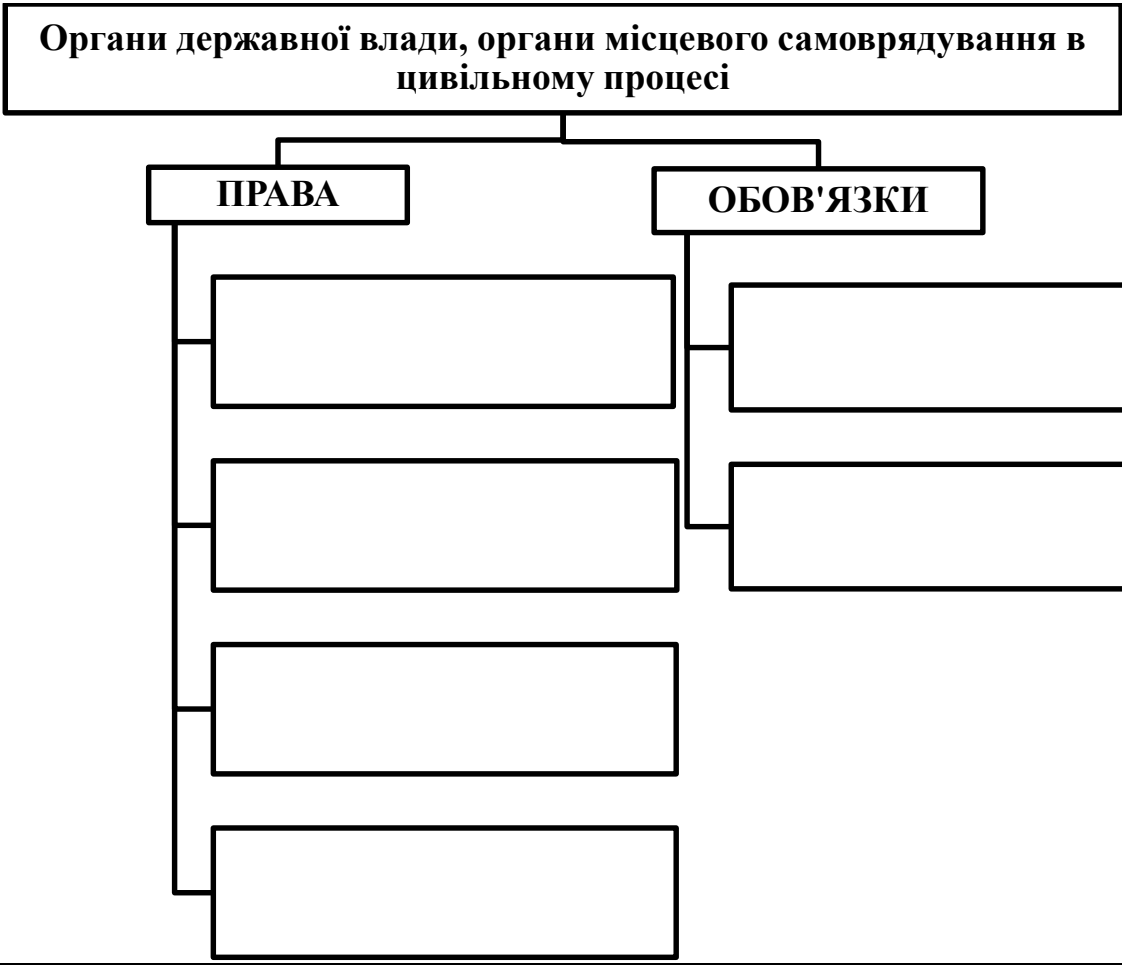 Органи державної влади, органи місцевого самоврядування в
цивільному процесі
ПРАВА
ОБОВ'ЯЗКИ